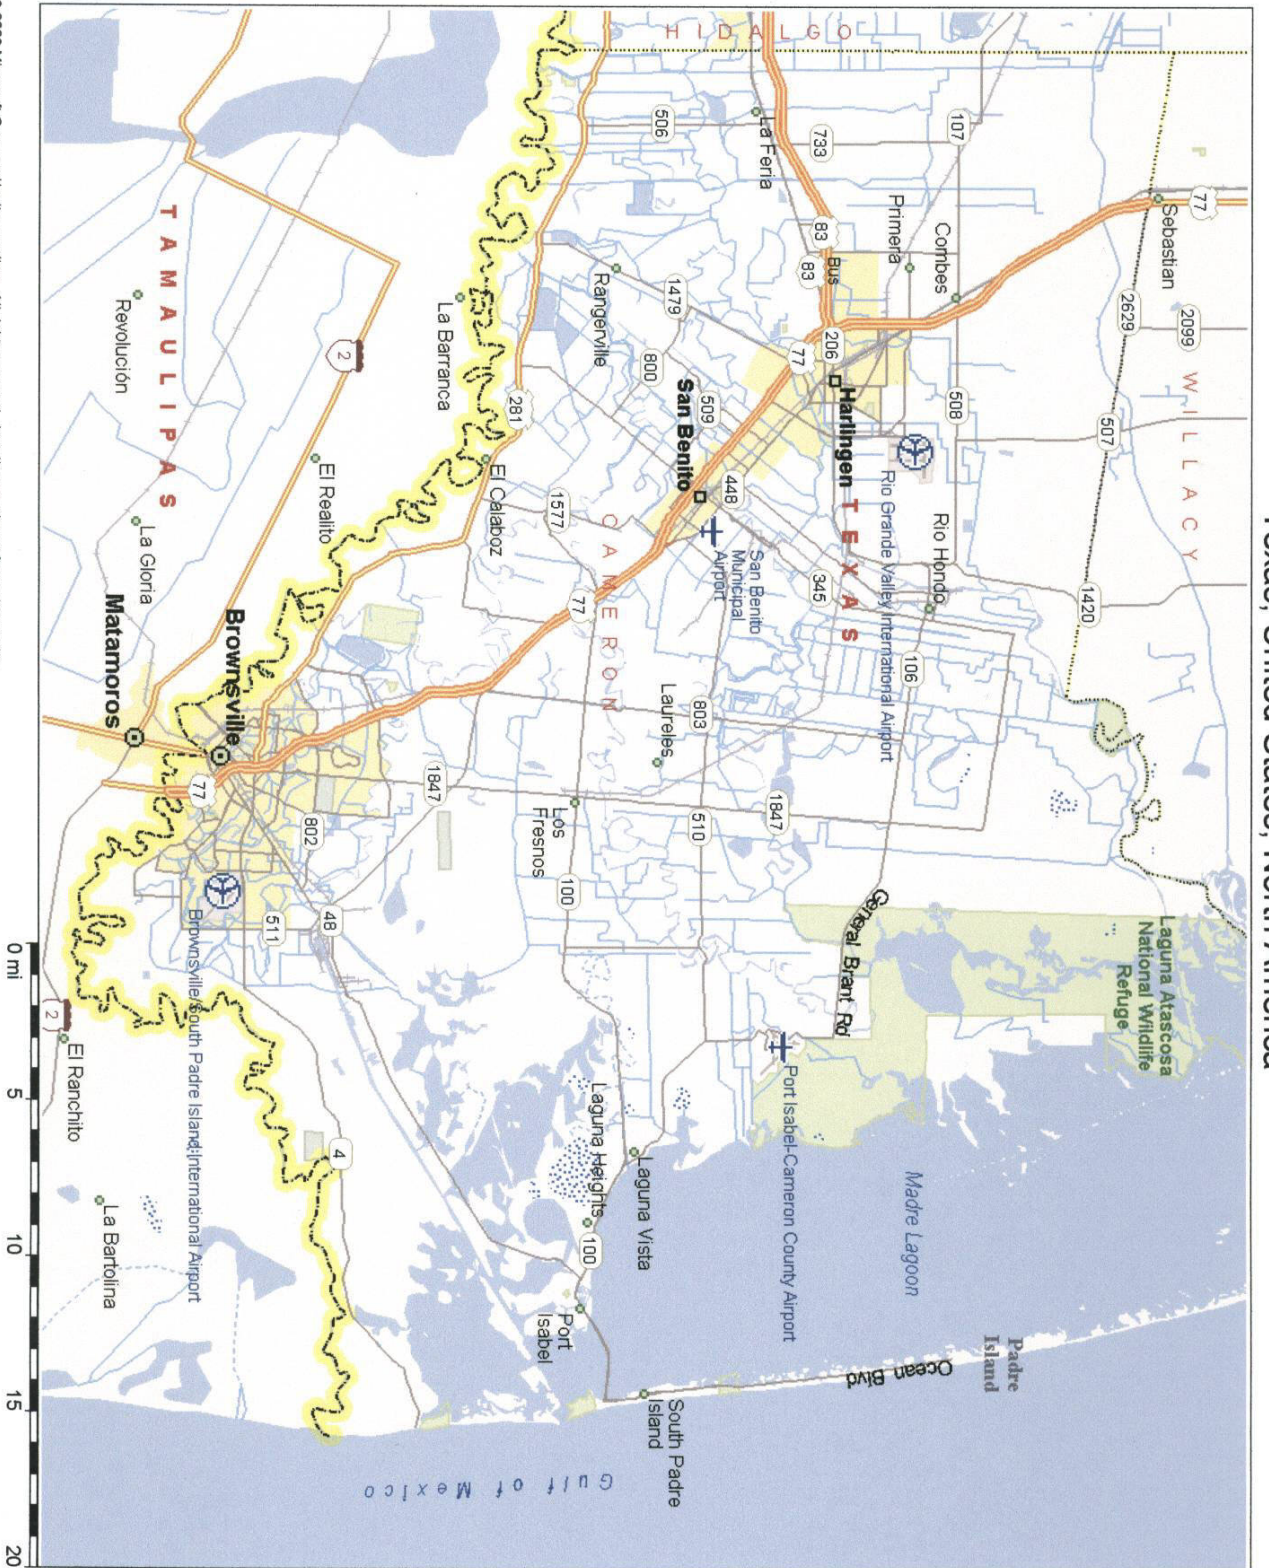 Texas, United States, North America
HIDALGO
WILLACY
CAMERON
TEXAS
TAMAULIPAS
77
Sebastian
2099
2629
507
1420
Laguna Atascosa
National Wildlife
Refuge
107
Combes
Primera
508
Rio Hondo
Rio Grande Valley International Airport
106
General Brant Rd
Madre Lagoon
Padre
Island
Ocean Blvd
La Feria
733
506
83
Bus
83
206
77
Harlingen
345
1847
Port Isabel-Cameron County Airport
San Benito
Municipal
Airport
448
San Benito
509
800
1479
Rangerville
803
510
Laureles
Laguna Vista
South Padre
Island
1577
77
Los
Fresnos
100
Laguna Heights
100
Port
Isabel
Gulf of Mexico
281
El Calaboz
La Barranca
1847
2
El Realito
802
48
4
511
Brownsville
77
Brownsville/South Padre Island International Airport
Revolución
La Gloria
Matamoros
La Bartolina
2
El Ranchito
0 mi
5
10
15
20